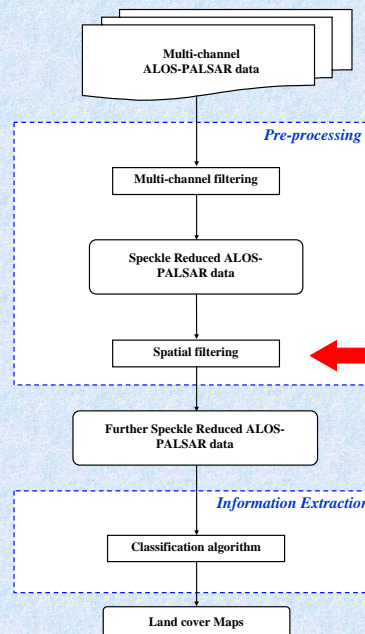 Multi-channel
ALOS-PALSAR data
Pre-processing
Multi-channel filtering
Speckle Reduced ALOS-
PALSAR data
Spatial filtering
Further Speckle Reduced ALOS-
PALSAR data
Information Extraction
Classification algorithm
Land cover Maps